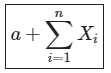 a + \sum_{i=1}^{n} X_i